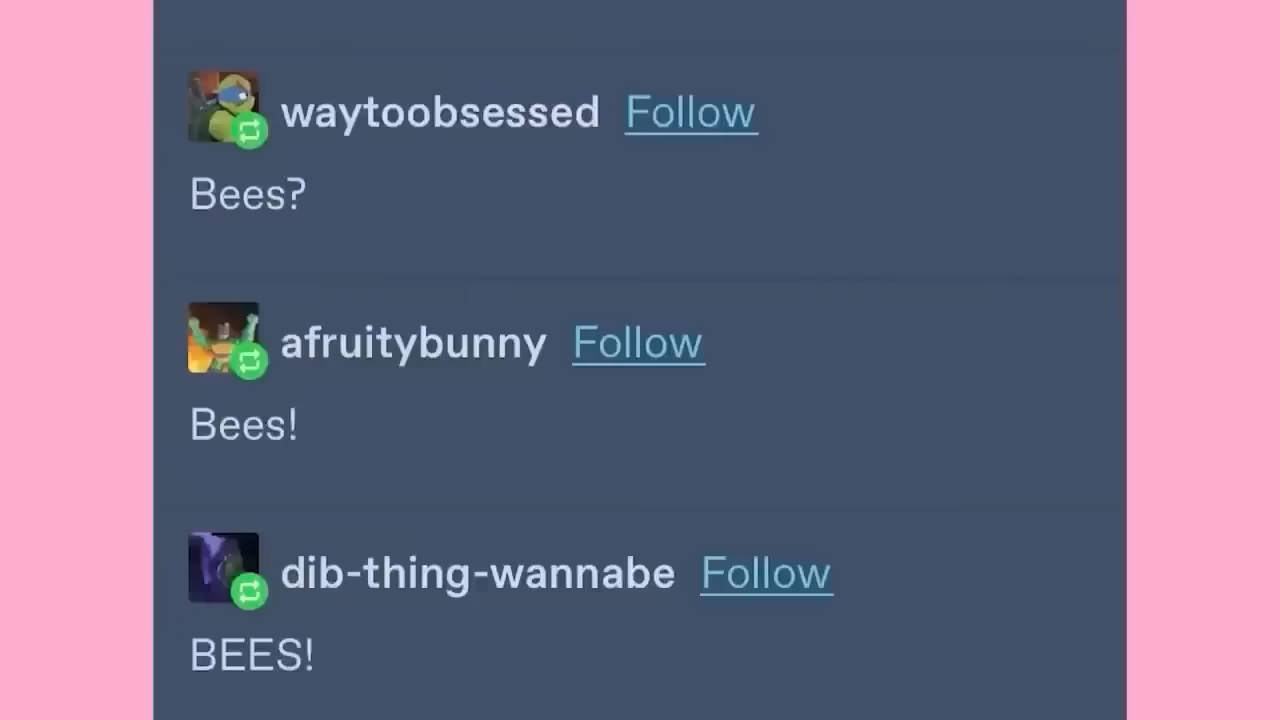 waytoobsessed Follow
Bees?
afruitybunny Follow
Bees!
dib-thing-wannabe Follow
BEES!